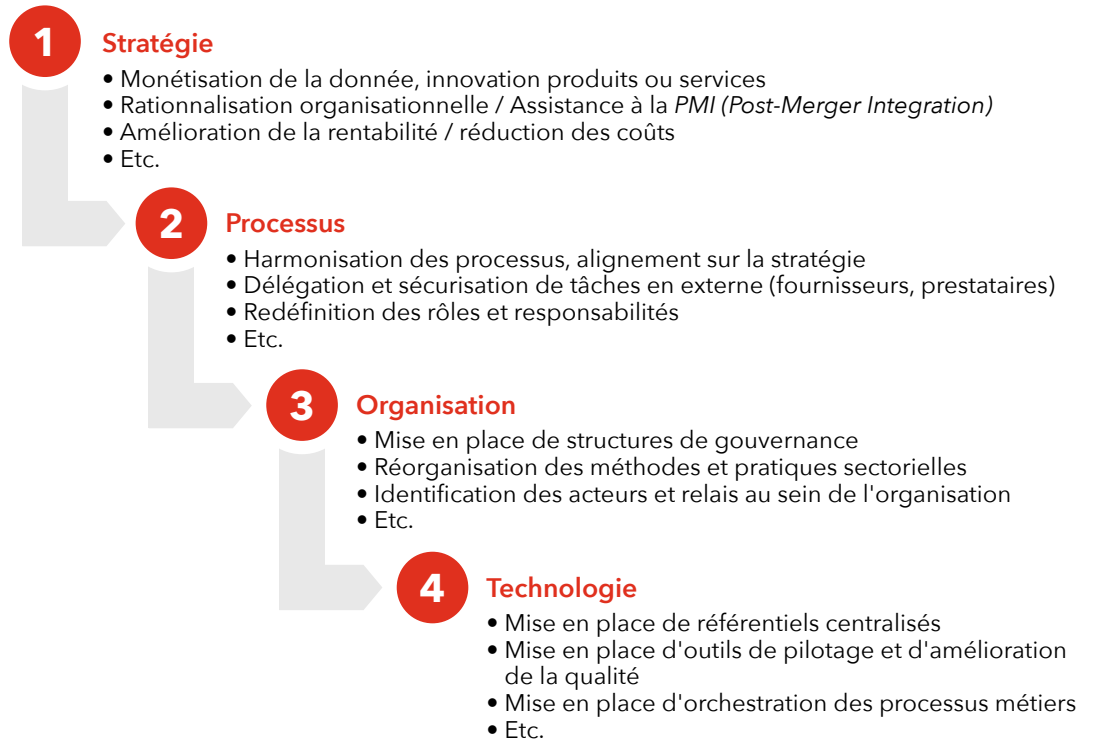 1
Stratégie
• Monétisation de la donnée, innovation produits ou services
• Rationnalisation organisationnelle / Assistance à la PMI (Post-Merger Integration)
• Amélioration de la rentabilité / réduction des coûts
• Etc.
2
Processus
• Harmonisation des processus, alignement sur la stratégie
• Délégation et sécurisation de tâches en externe (fournisseurs, prestataires)
• Redéfinition des rôles et responsabilités
• Etc.
3
Organisation
• Mise en place de structures de gouvernance
• Réorganisation des méthodes et pratiques sectorielles
• Identification des acteurs et relais au sein de l'organisation
• Etc.
4
Technologie
• Mise en place de référentiels centralisés
• Mise en place d'outils de pilotage et d'amélioration
de la qualité
• Mise en place d'orchestration des processus métiers
• Etc.